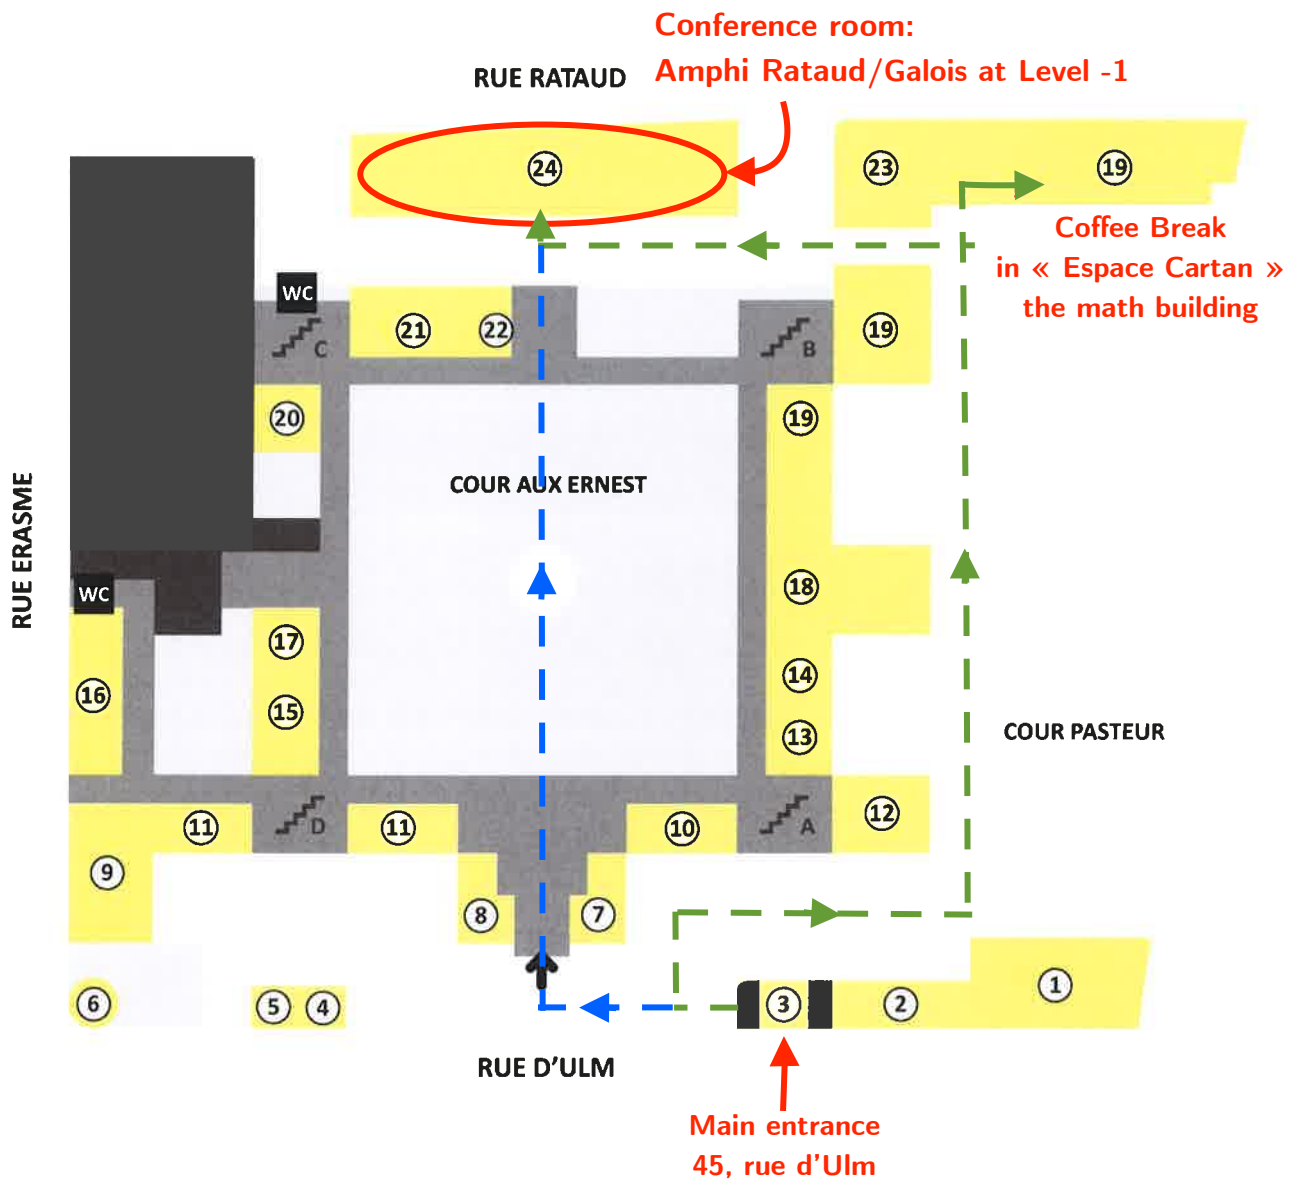 Conference room:
RUE RATAUD
Amphi Rataud/Galois at Level -1
24
23
19
Coffee Break
in « Espace Cartan »
the math building
WC
C
21
22
B
19
20
19
COUR AUX ERNEST
RUE ERASME
WC
18
17
14
16
15
13
COUR PASTEUR
11
D
11
10
A
12
9
8
7
6
5
4
3
2
1
RUE D'ULM
Main entrance
45, rue d'Ulm